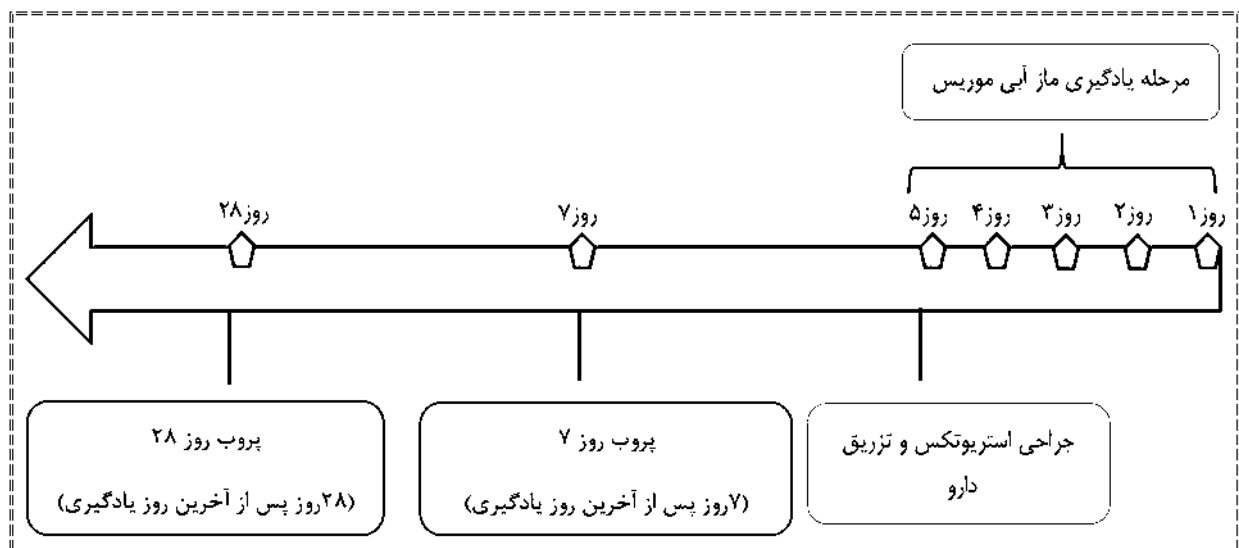 مرحله یادگیری ماز آبی موریس
روز۱
روز۲
روز۳
روز۴
روز۵
روز۷
روز۲۸
جراحی استریوتکس و تزریق
دارو
پروب روز ۷
(۷روز پس از آخرین روز یادگیری)
پروب روز ۲۸
(۲۸روز پس از آخرین روز یادگیری)